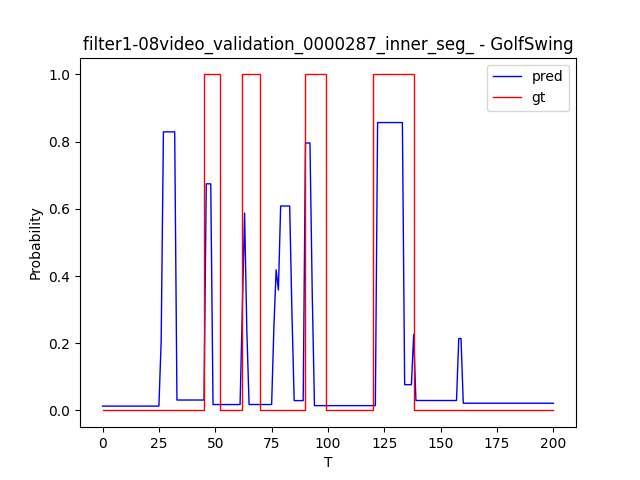 filter1-08video_validation_0000287_inner_seg_ - GolfSwing
pred
gt
1.0
0.8
0.6
0.4
0.2
0.0
Probability
0 25 50 75 100 125 150 175 200
T